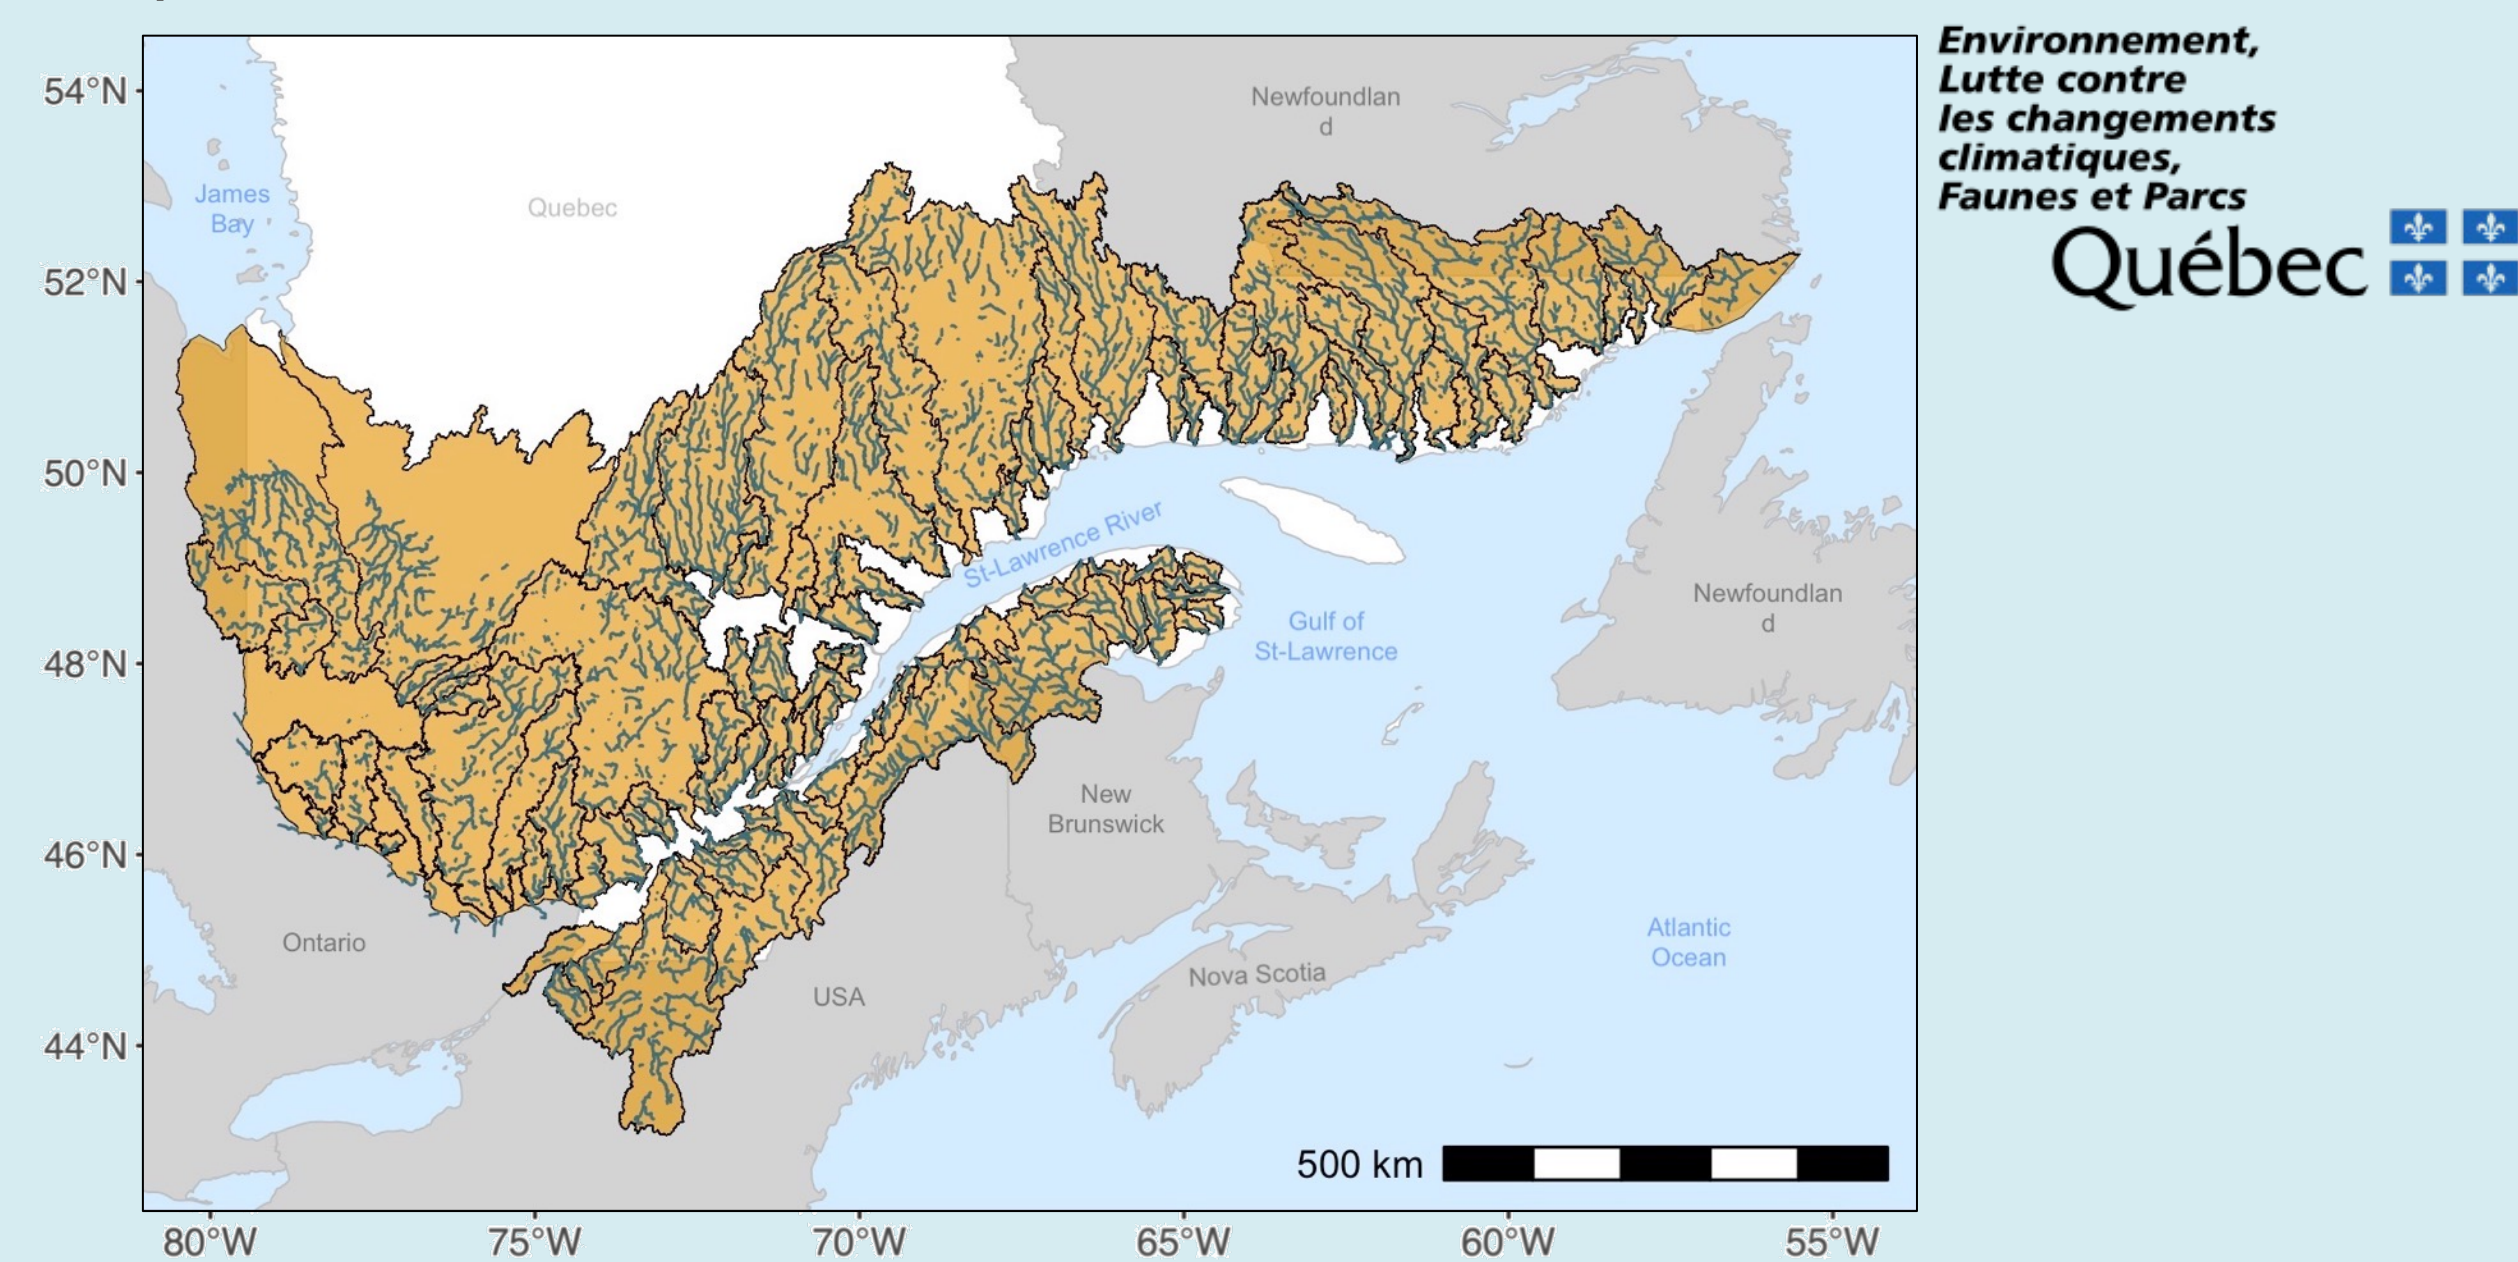 Environnement,
Lutte contre
les changements
climatiques,
Faunes et Parcs
Québec
54°N
52°N
50°N
48°N
46°N
44°N
Newfoundlan
d
James
Bay
Quebec
St-Lawrence River
Gulf of
St-Lawrence
Newfoundlan
d
New
Brunswick
Ontario
USA
Nova Scotia
Atlantic
Ocean
500 km
80°W
75°W
70°W
65°W
60°W
55°W